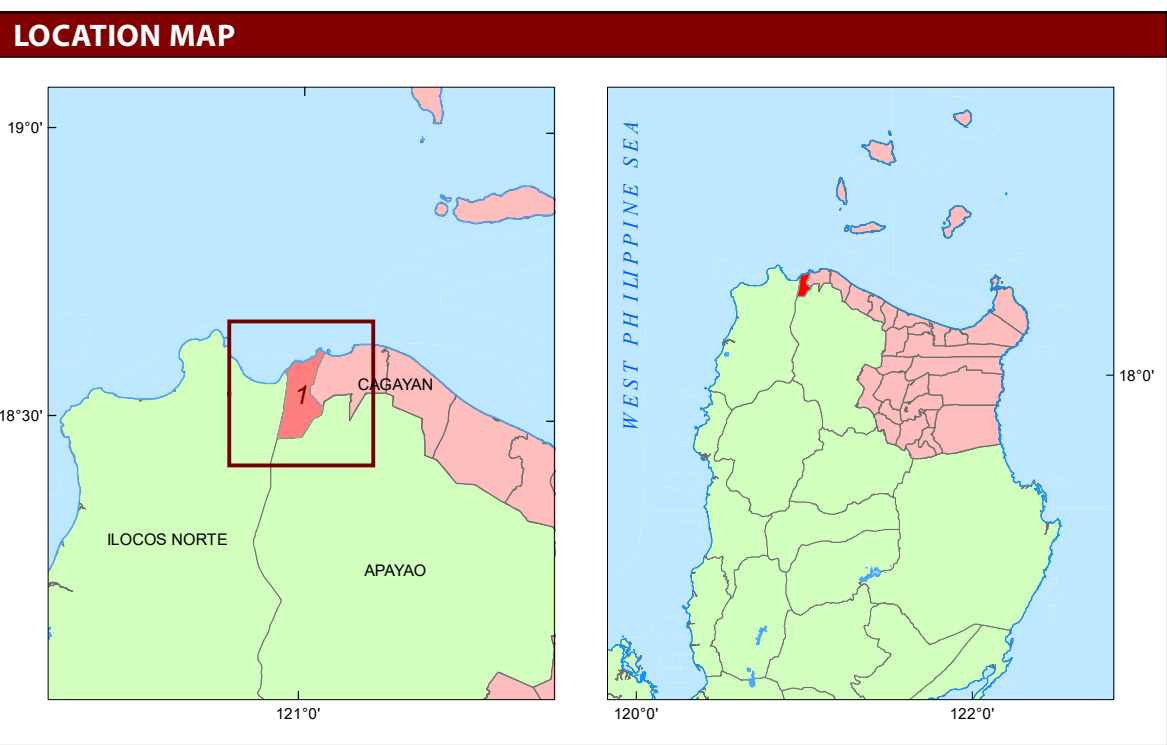 LOCATION MAP
19°0'
18°30'
1
CAGAYAN
ILOCOS NORTE
APAYAO
121°0'
WEST PHILIPPINE SEA
18°0'
120°0'
122°0'